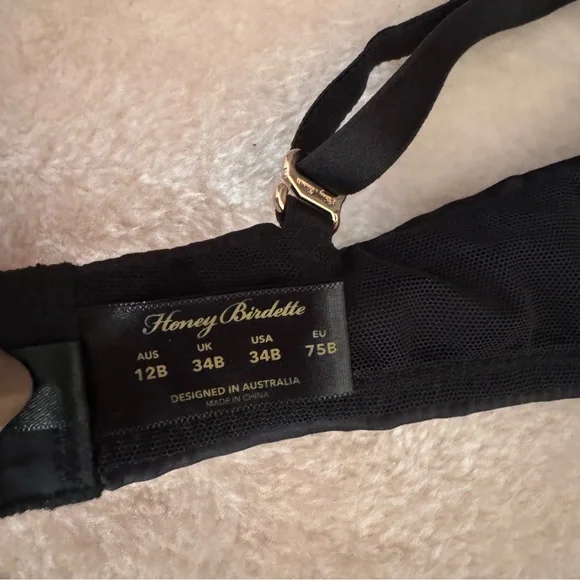 Honey Birdette
AUS UK USA EU
12B 34B 34B 75B
DESIGNED IN AUSTRALIA
MADE IN CHINA